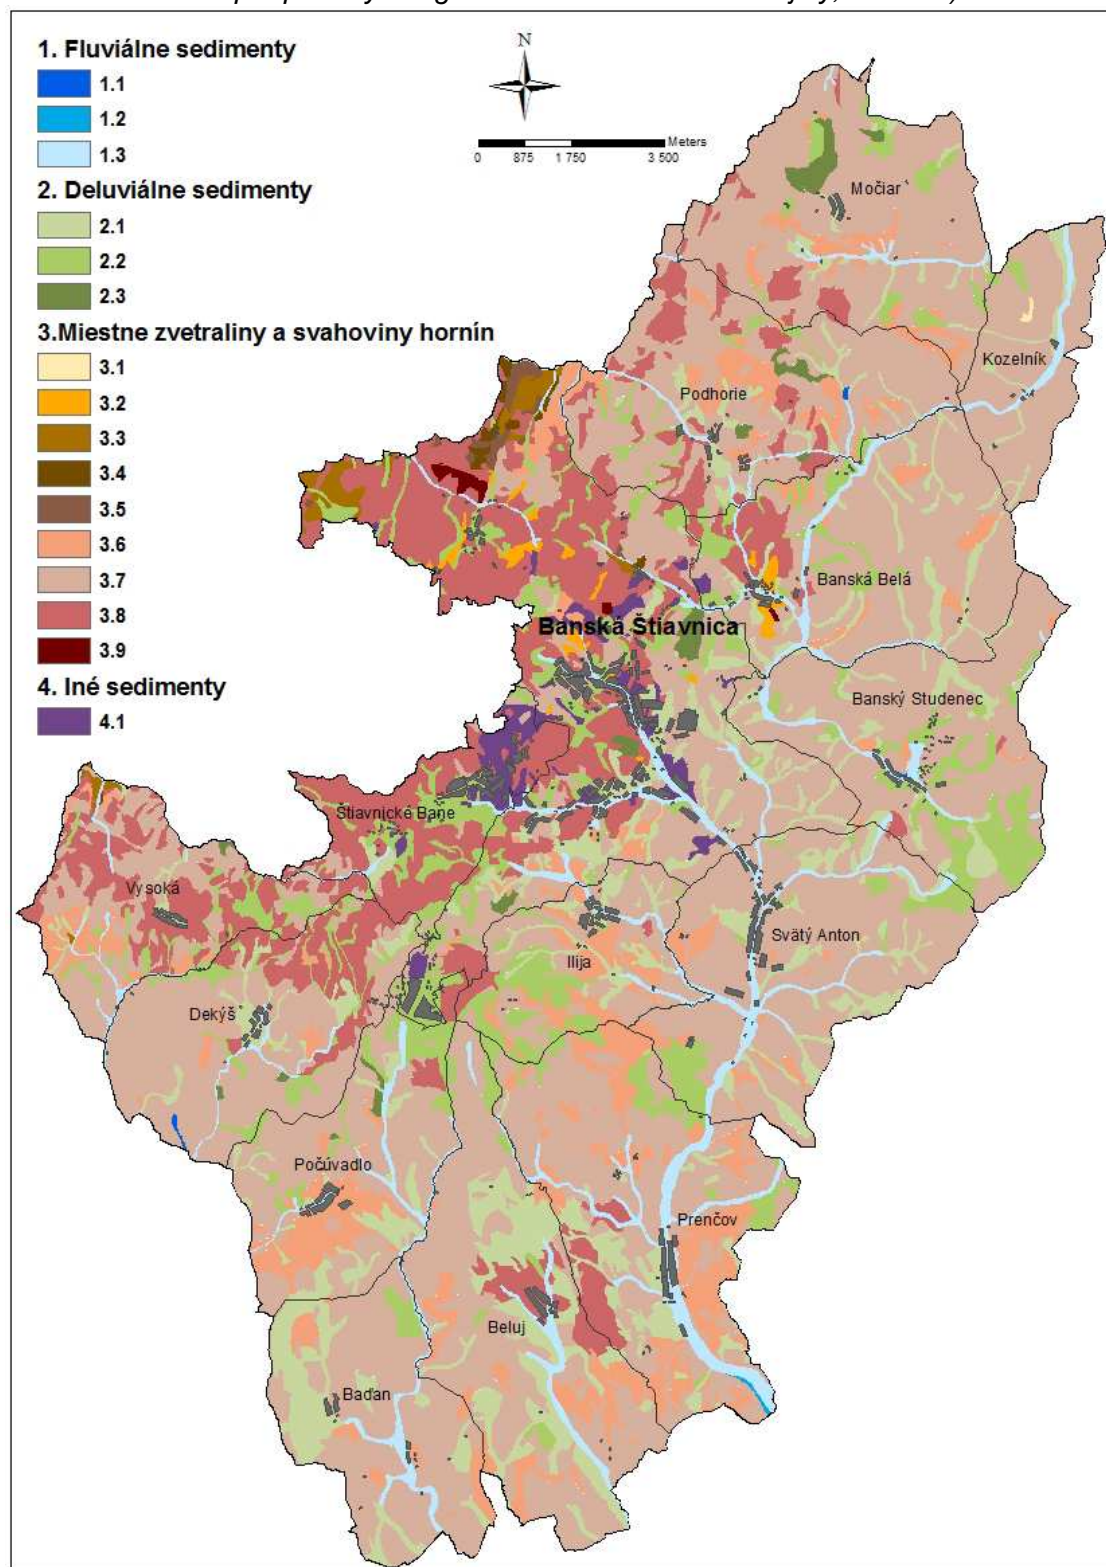 1. Fluviálne sedimenty
1.1
1.2
1.3
2. Deluviálne sedimenty
2.1
2.2
2.3
3.Miestne zvetraliny a svahoviny hornín
3.1
3.2
3.3
3.4
3.5
3.6
3.7
3.8
3.9
4. Iné sedimenty
4.1
N
Meters
0 875 1 750 3 500
Močiar
Kozelník
Podhorie
Banská Belá
Banská Štiavnica
Banský Studenec
Štiavnické Bane
Vysoká
Svätý Anton
Ilija
Dekýš
Počúvadlo
Prenčov
Beluj
Baďan